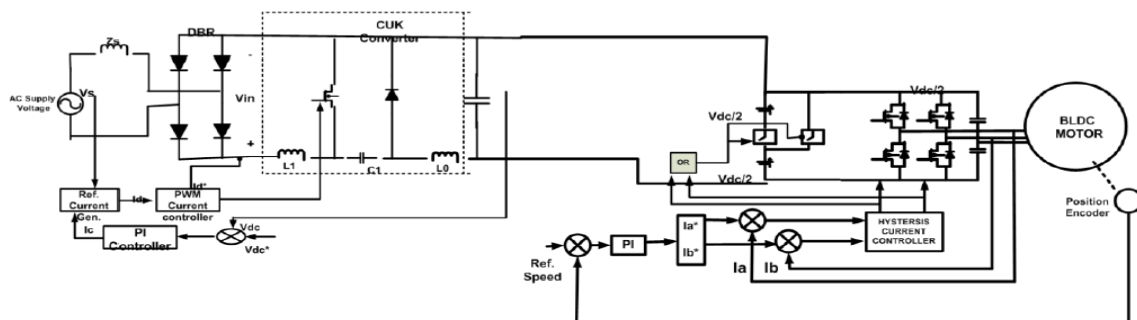 CUK
Converter
DBR
Zs
Vs
AC Supply
Voltage
-
Vin
+
L1
C1
L0
Ref.
Current
Gen.
Id
Id*
PWM
Current
controller
Ic
PI
Controller
Vdc
Vdc*
Vdc/2
Vdc/2
OR
Vdc/2
BLDC
MOTOR
Position
Encoder
Ref.
Speed
PI
Ia*
Ib*
Ia
Ib
HYSTERSIS
CURRENT
CONTROLLER